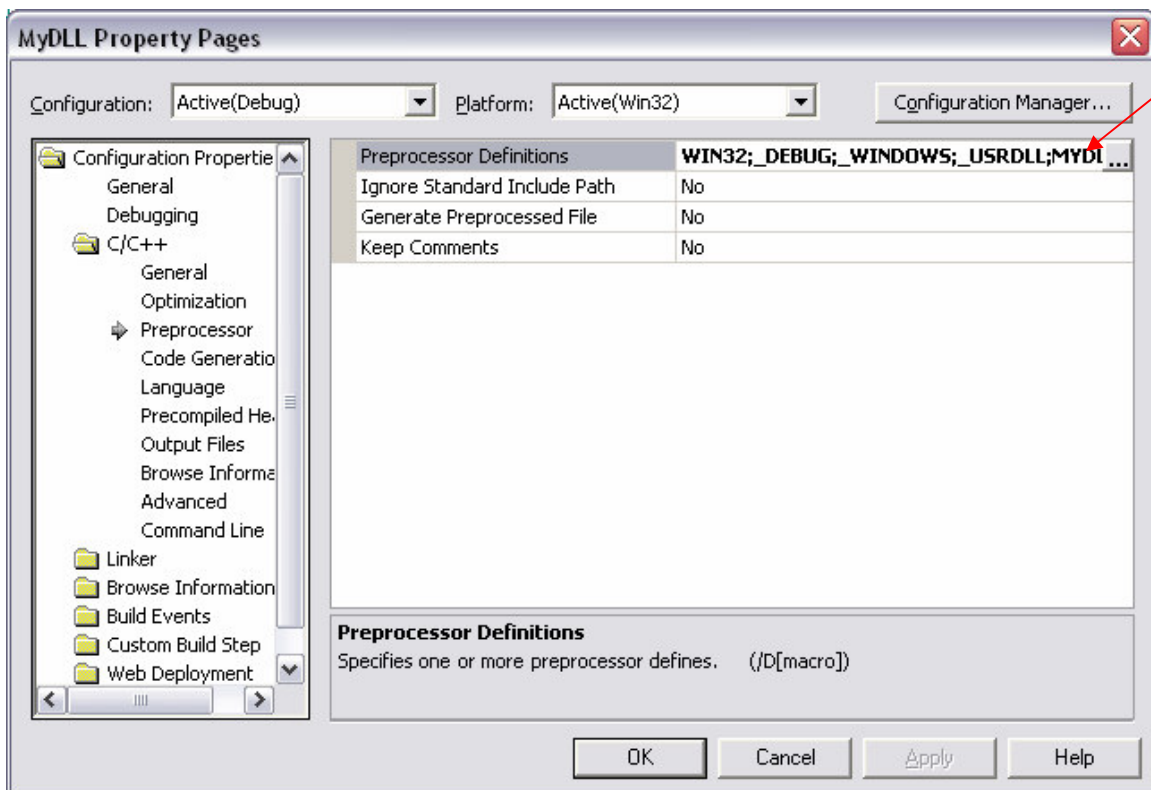 MyDLL Property Pages
Configuration: Active(Debug) Platform: Active(Win32) Configuration Manager...
Configuration Propertie
General
Debugging
C/C++
General
Optimization
Preprocessor
Code Generatio
Language
Precompiled He
Output Files
Browse Informa
Advanced
Command Line
Linker
Browse Information
Build Events
Custom Build Step
Web Deployment
Preprocessor Definitions WIN32;_DEBUG;_WINDOWS;_USRDLL;MYDL ...
Ignore Standard Include Path No
Generate Preprocessed File No
Keep Comments No
Preprocessor Definitions
Specifies one or more preprocessor defines. (/D[macro])
OK Cancel Apply Help